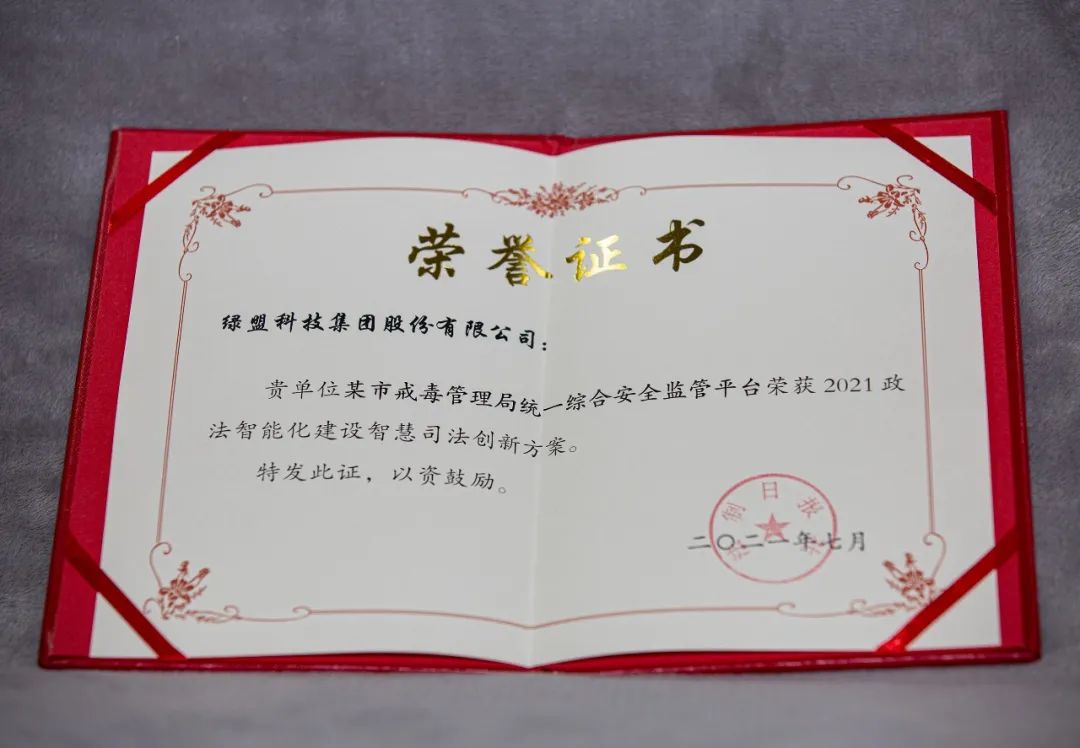 荣誉证书
绿盟科技集团股份有限公司：
贵单位某市戒毒管理局统一综合安全监管平台荣获 2021 政
法智能化建设智慧司法创新方案。
特发此证，以资鼓励。
法制日报社
二〇二一年七月